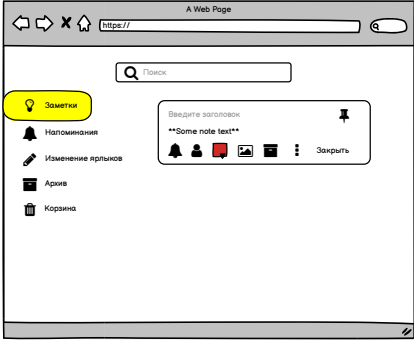 A Web Page
https://
Поиск
Заметки
Введите заголовок
**Some note text**
Напоминания
Закрыть
Изменение ярлыков
Архив
Корзина